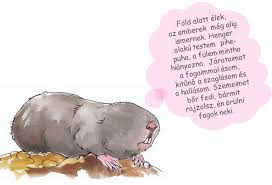 Föld alatt élek,
az emberek még alig
ismernek. Henger
alakú testem pihe-
puha, a fülem mintha
hiányozna. Járataimat
a fogammal ásom,
kitűnő a szaglásom és
a hallásom. Szemeimet
bőr fedi, bármit
rajzolsz, én örülni
fogok neki.